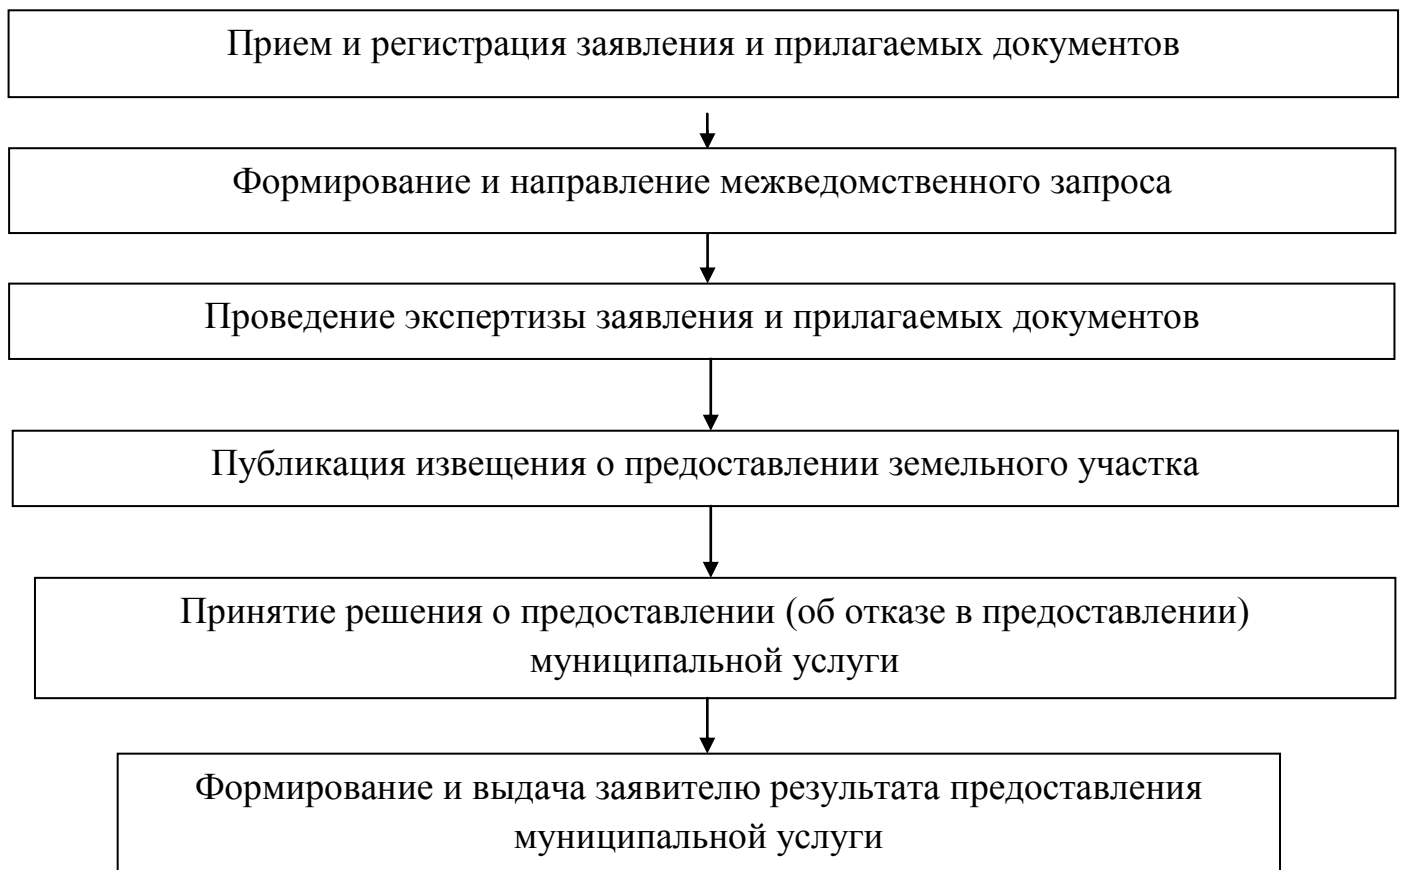 Прием и регистрация заявления и прилагаемых документов
Формирование и направление межведомственного запроса
Проведение экспертизы заявления и прилагаемых документов
Публикация извещения о предоставлении земельного участка
Принятие решения о предоставлении (об отказе в предоставлении)
муниципальной услуги
Формирование и выдача заявителю результата предоставления
муниципальной услуги